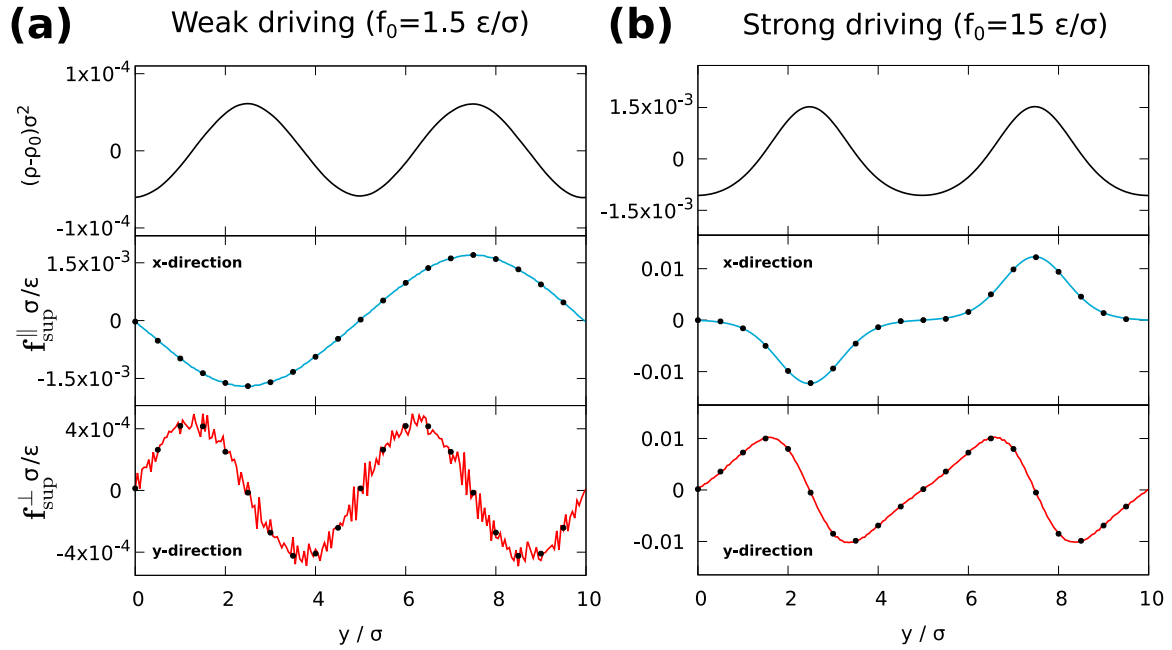 (a) Weak driving (f₀=1.5 ε/σ)
(b) Strong driving (f₀=15 ε/σ)
(ρ-ρ₀)σ²
1x10⁻⁴
0
-1x10⁻⁴
1.5x10⁻³
0
-1.5x10⁻³
f‖sup σ/ε
x-direction
1.5x10⁻³
0
-1.5x10⁻³
x-direction
0.01
0
-0.01
f⊥sup σ/ε
y-direction
4x10⁻⁴
0
-4x10⁻⁴
y-direction
0.01
0
-0.01
0 2 4 6 8 10
y / σ
0 2 4 6 8 10
y / σ